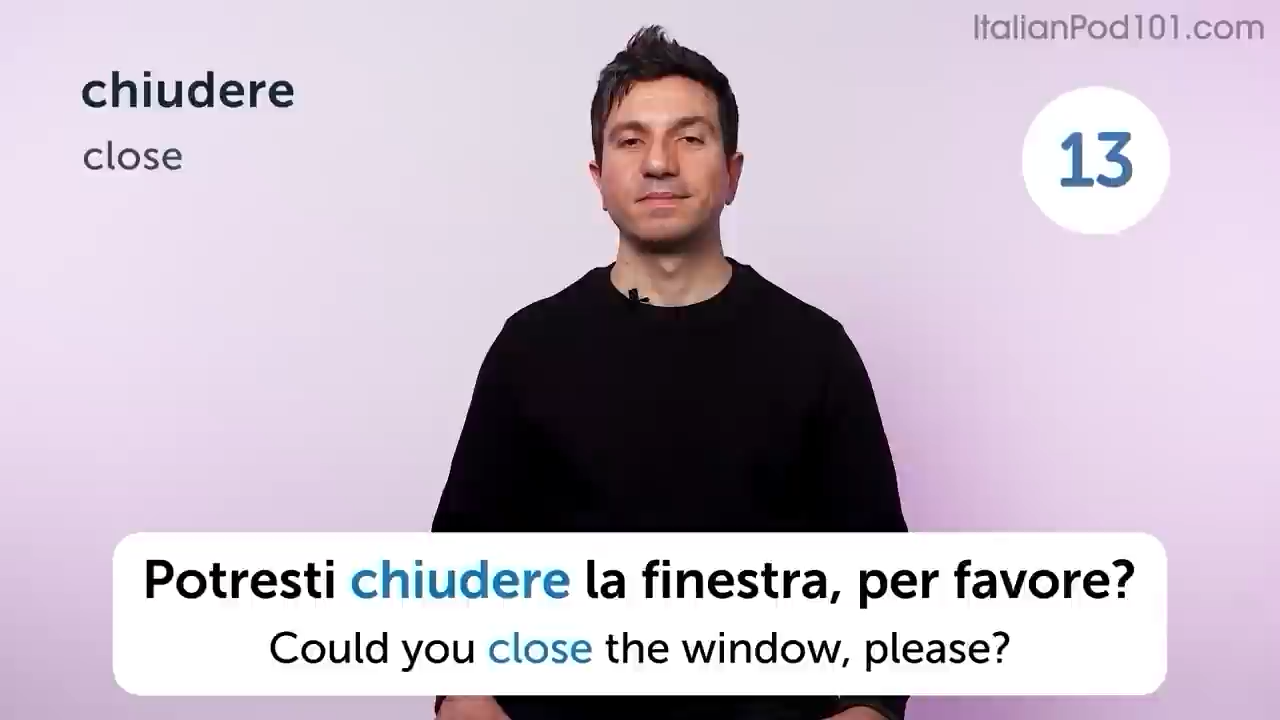 ItalianPod101.com
chiudere
close
13
Potresti chiudere la finestra, per favore?
Could you close the window, please?